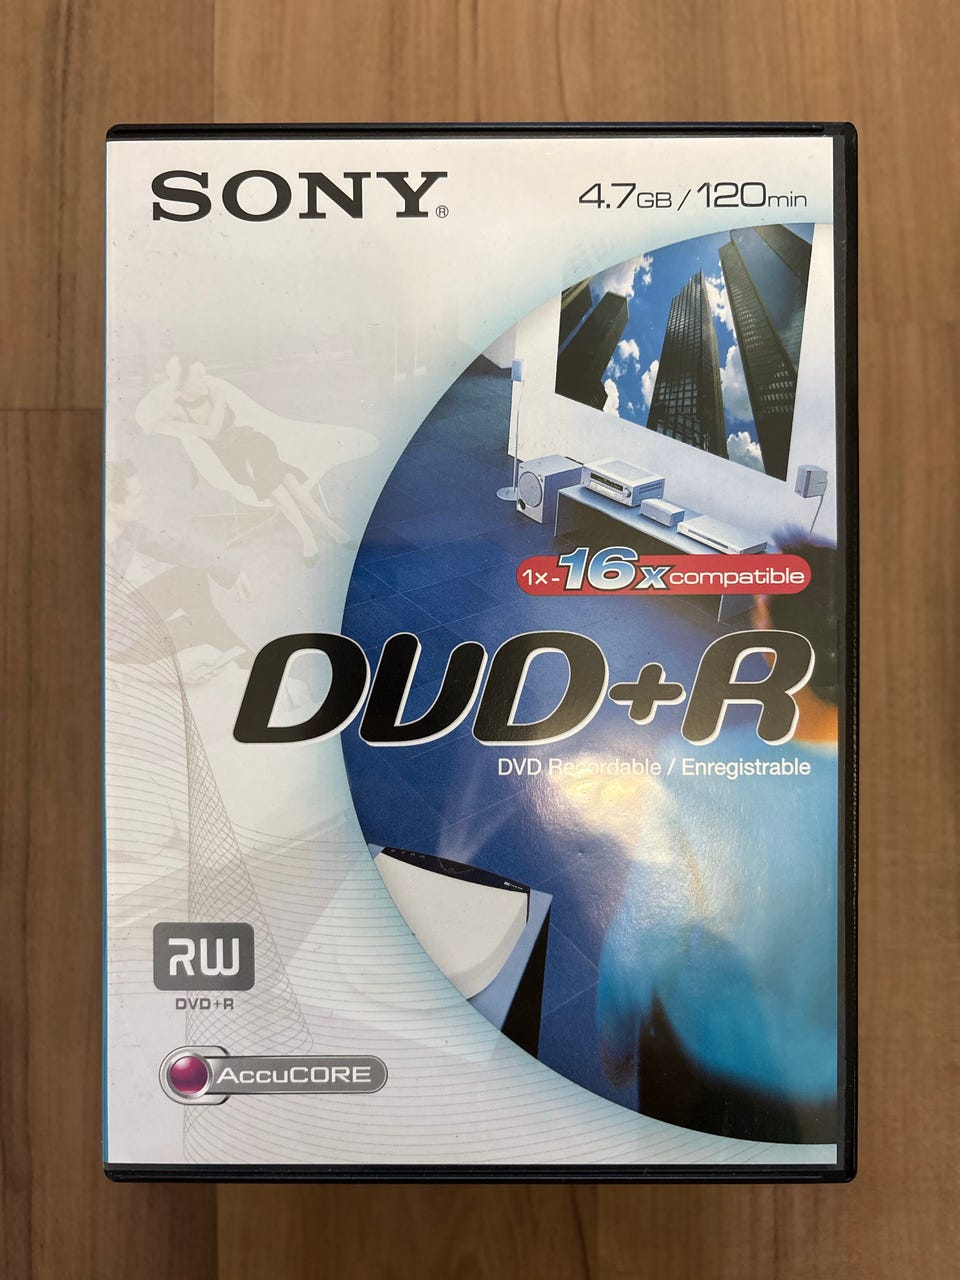 SONY®
4.7GB / 120min
1x-16x compatible
DVD+R
DVD Recordable / Enregistrable
RW
DVD+R
AccuCORE